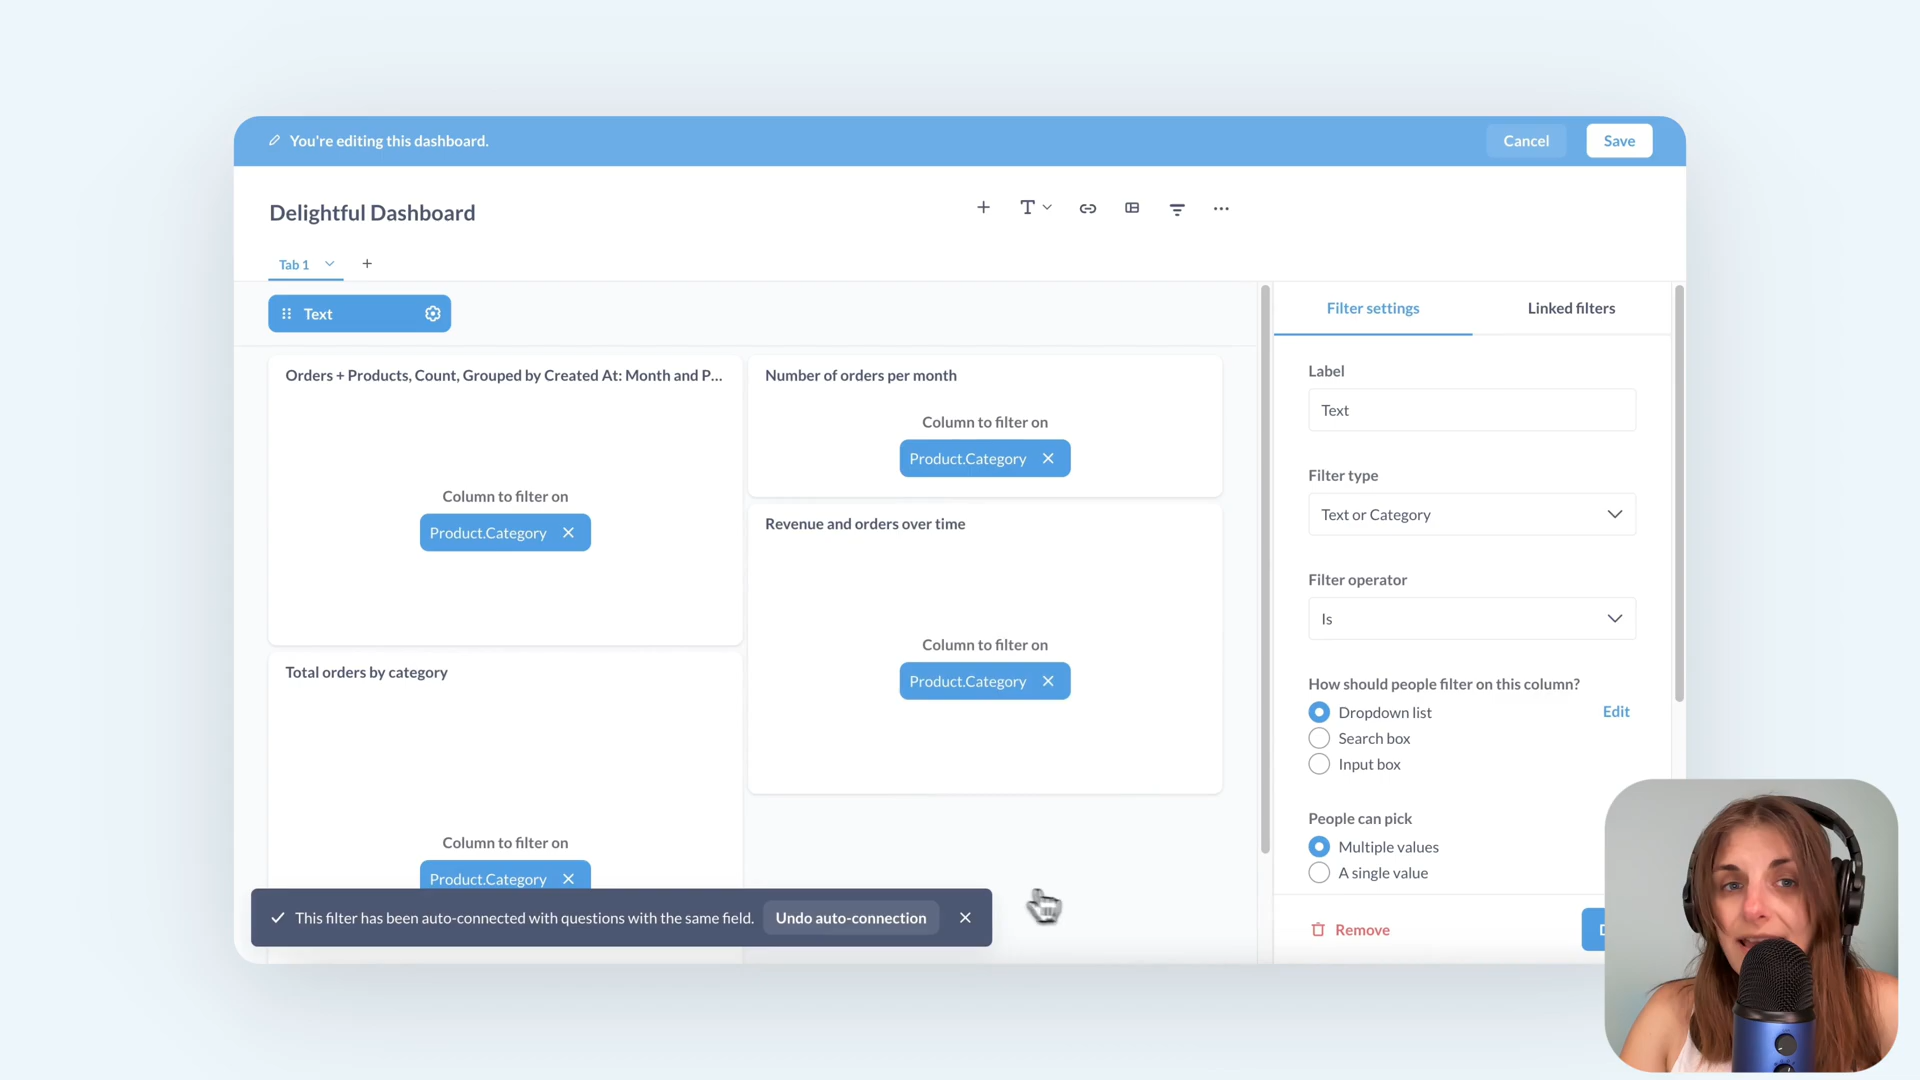 You're editing this dashboard.
Cancel
Save
Delightful Dashboard
T
Tab 1
Text
Filter settings
Linked filters
Orders + Products, Count, Grouped by Created At: Month and P...
Column to filter on
Product.Category
Number of orders per month
Column to filter on
Product.Category
Revenue and orders over time
Column to filter on
Product.Category
Total orders by category
Column to filter on
Product.Category
Label
Text
Filter type
Text or Category
Filter operator
Is
How should people filter on this column?
Dropdown list
Edit
Search box
Input box
People can pick
Multiple values
A single value
Remove
This filter has been auto-connected with questions with the same field.
Undo auto-connection